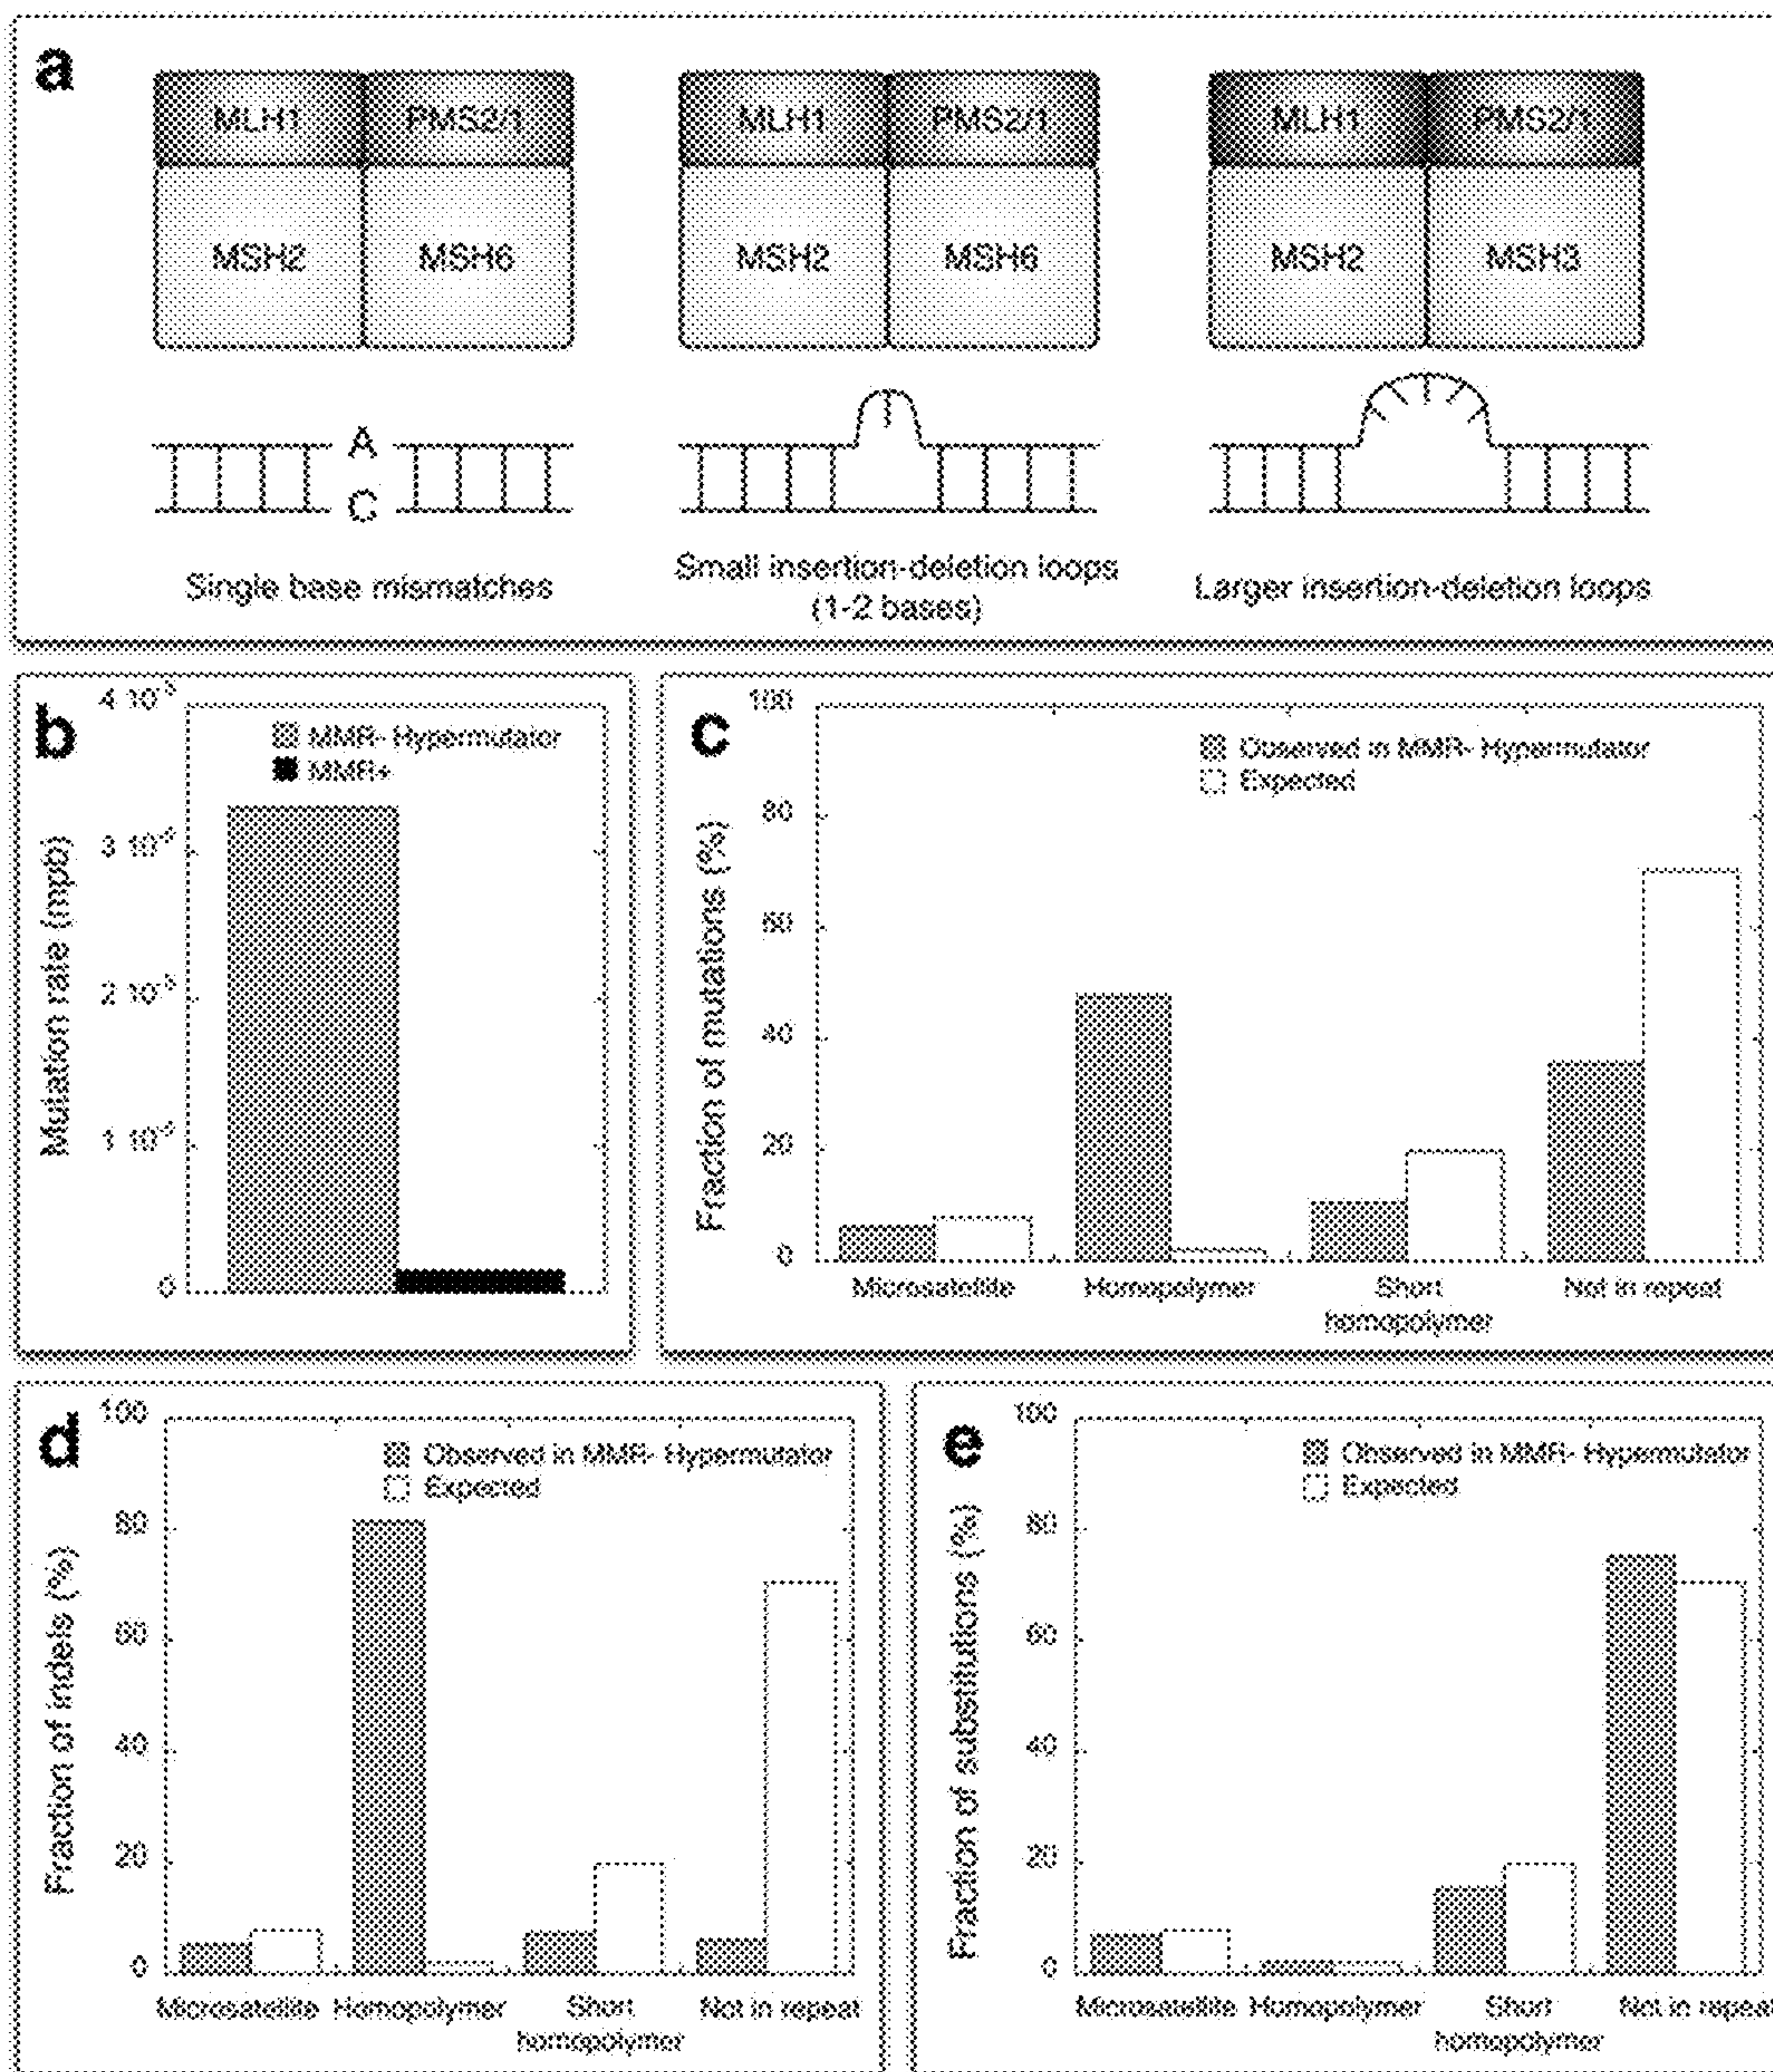 a
MLH1 PMS2/1 MLH1 PMS2/1 MLH1 PMS2/1
MSH2 MSH6 MSH2 MSH6 MSH2 MSH3
A
C
Single base mismatches
Small insertion-deletion loops
(1-2 bases)
Larger insertion-deletion loops
b
Mutation rate (mpb)
MMR- Hypermutator
MMR+
0
c
Fraction of mutations (%)
100
80
60
40
20
0
Observed in MMR- Hypermutator
Expected
Microsatellite Homopolymer Short Not in repeat
homopolymer
d
Fraction of indels (%)
100
80
60
40
20
0
Observed in MMR- Hypermutator
Expected
Microsatellite Homopolymer Short Not in repeat
homopolymer
e
Fraction of substitutions (%)
100
80
60
40
20
0
Observed in MMR- Hypermutator
Expected
Microsatellite Homopolymer Short Not in repeat
homopolymer